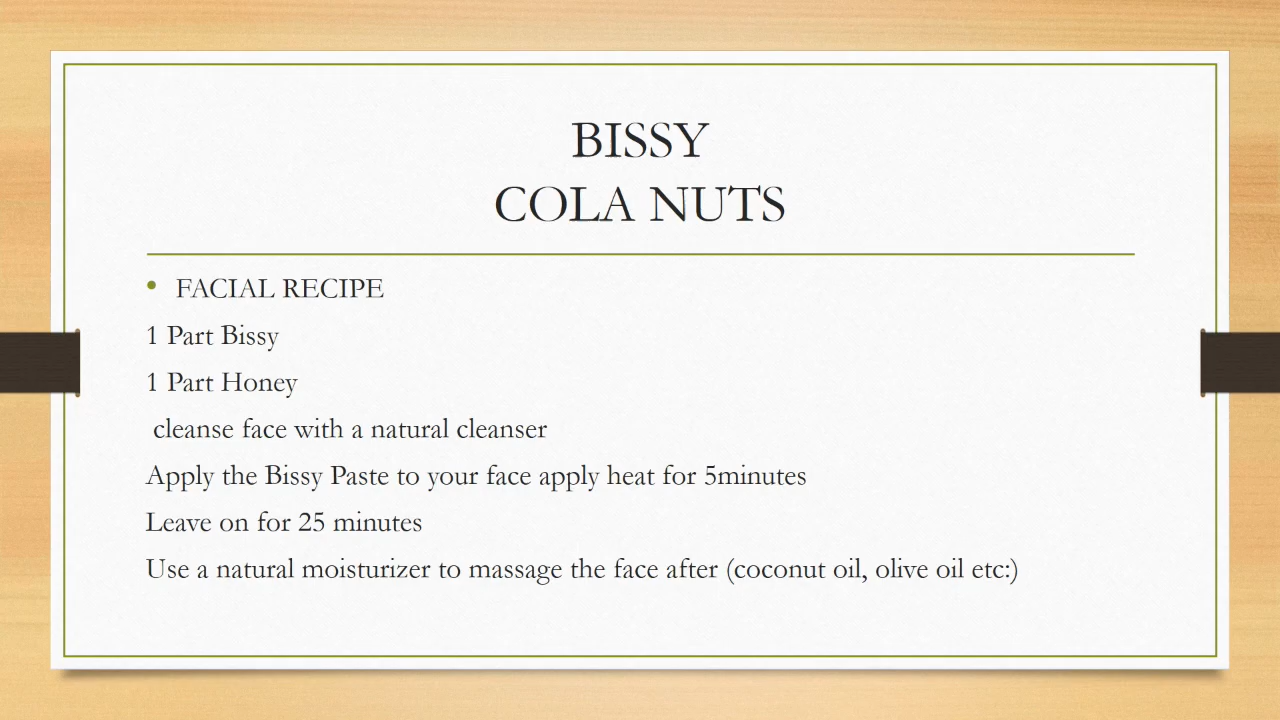 BISSY
COLA NUTS
• FACIAL RECIPE
1 Part Bissy
1 Part Honey
cleanse face with a natural cleanser
Apply the Bissy Paste to your face apply heat for 5minutes
Leave on for 25 minutes
Use a natural moisturizer to massage the face after (coconut oil, olive oil etc:)